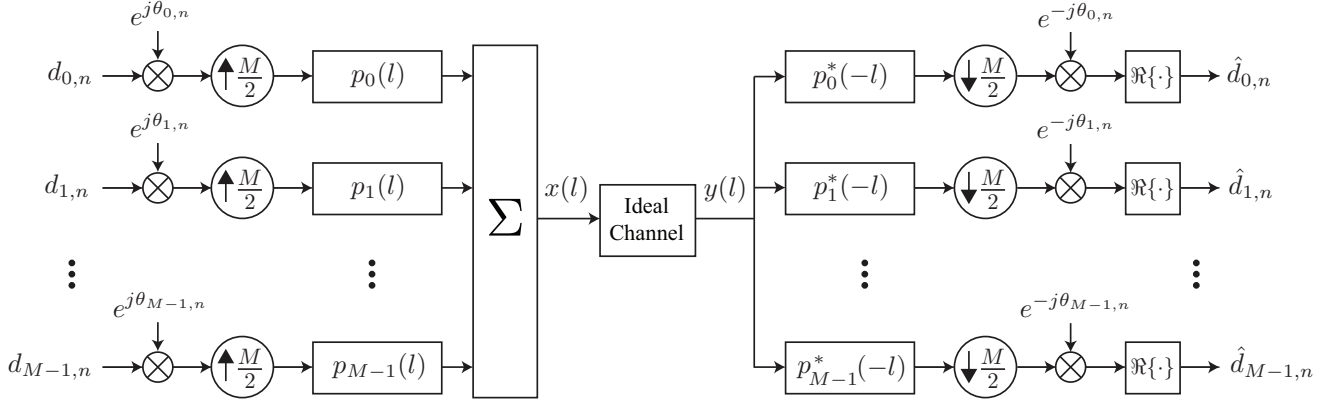 e^{jθ_{0,n}} e^{-jθ_{0,n}}
d_{0,n} ↑ M/2 p_0(l) p_0^*(-l) ↓ M/2 ℜ{·} \hat{d}_{0,n}
e^{jθ_{1,n}} e^{-jθ_{1,n}}
d_{1,n} ↑ M/2 p_1(l) p_1^*(-l) ↓ M/2 ℜ{·} \hat{d}_{1,n}
Σ x(l) Ideal Channel y(l)
e^{jθ_{M-1,n}} e^{-jθ_{M-1,n}}
d_{M-1,n} ↑ M/2 p_{M-1}(l) p_{M-1}^*(-l) ↓ M/2 ℜ{·} \hat{d}_{M-1,n}